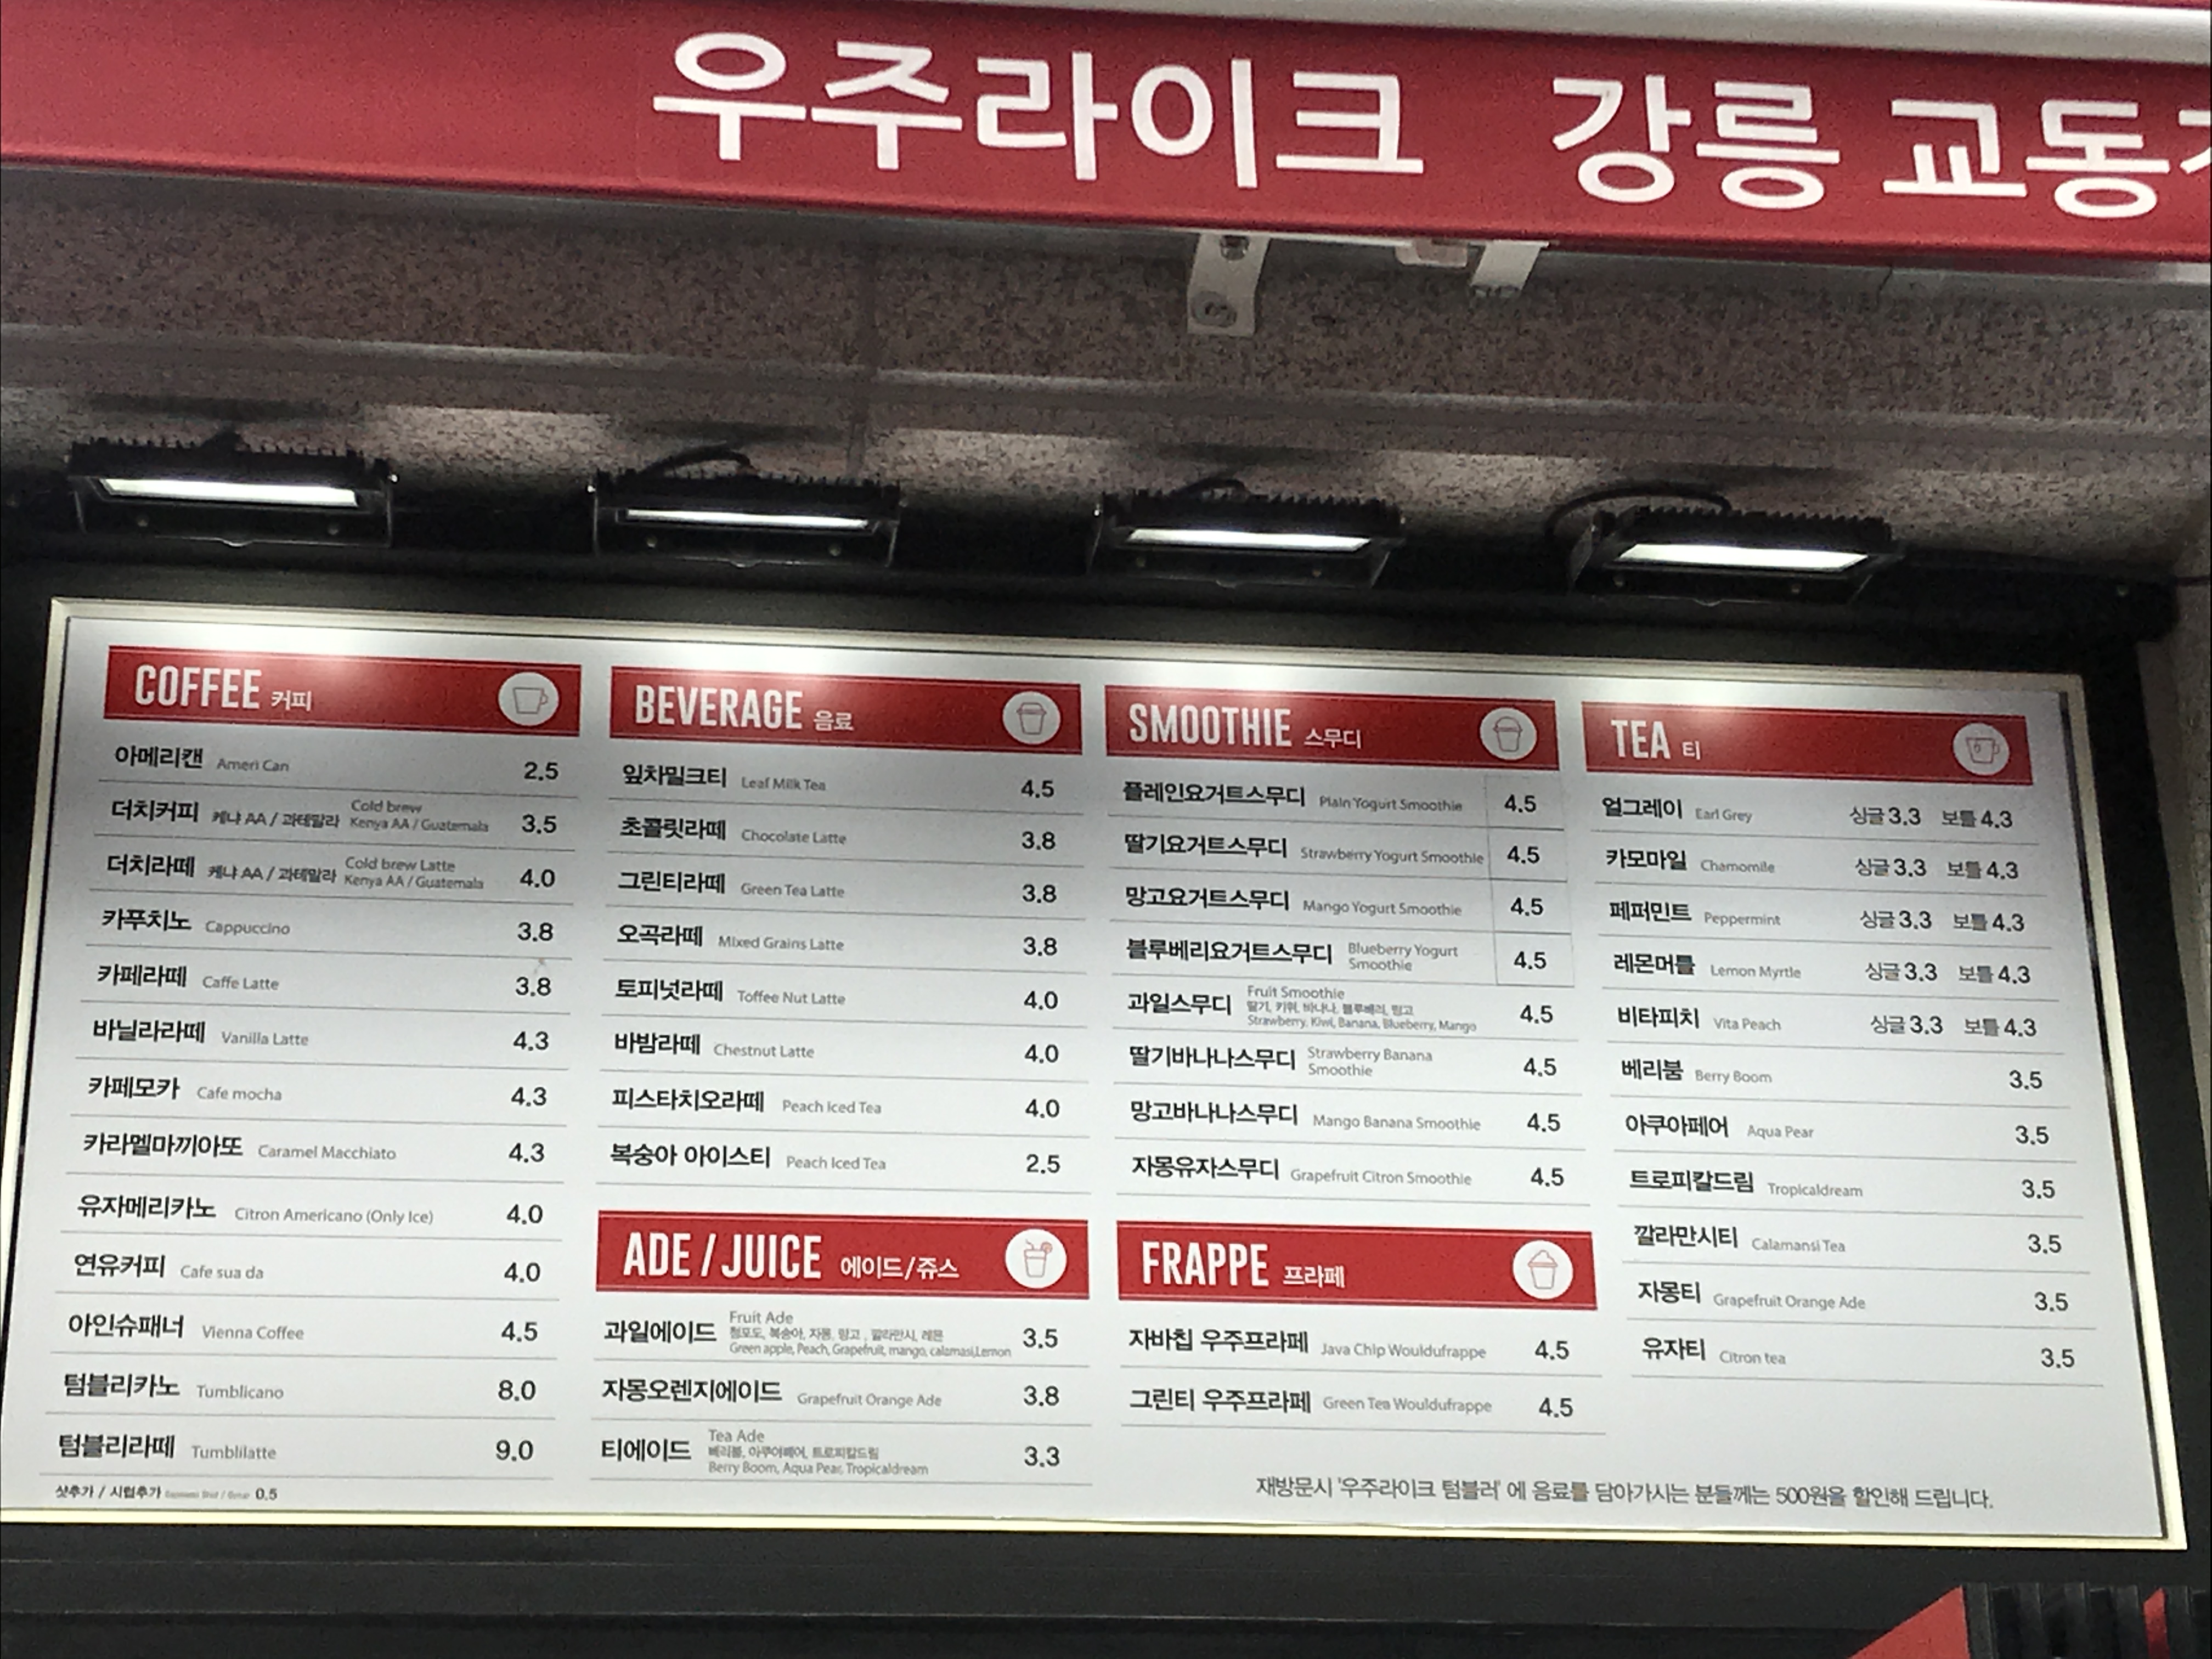 우주라이크 강릉 교동
COFFEE 커피
아메리캔 Ameri Can 2.5
더치커피 케냐 AA / 과테말라 Cold brew Kenya AA / Guatemala 3.5
더치라떼 케냐 AA / 과테말라 Cold brew Latte Kenya AA / Guatemala 4.0
카푸치노 Cappuccino 3.8
카페라떼 Caffe Latte 3.8
바닐라라떼 Vanilla Latte 4.3
카페모카 Cafe mocha 4.3
카라멜마끼아또 Caramel Macchiato 4.3
유자메리카노 Citron Americano (Only Ice) 4.0
연유커피 Cafe sua da 4.0
아인슈패너 Vienna Coffee 4.5
텀블리카노 Tumblicano 8.0
텀블리라떼 Tumblilatte 9.0
샷추가 / 시럽추가 0.5
BEVERAGE 음료
잎차밀크티 Leaf Milk Tea 4.5
초콜릿라떼 Chocolate Latte 3.8
그린티라떼 Green Tea Latte 3.8
오곡라떼 Mixed Grains Latte 3.8
토피넛라떼 Toffee Nut Latte 4.0
바밤라떼 Chestnut Latte 4.0
피스타치오라떼 Peach Iced Tea 4.0
복숭아 아이스티 Peach Iced Tea 2.5
ADE / JUICE 에이드/쥬스
과일에이드 Fruit Ade 3.5
청포도, 복숭아, 자몽, 망고, 깔라만시, 레몬
Green apple, Peach, Grapefruit, mango, calamasi,Lemon
자몽오렌지에이드 Grapefruit Orange Ade 3.8
티에이드 Tea Ade 3.3
베리붐, 아쿠아페어, 트로피칼드림
Berry Boom, Aqua Pear, Tropicaldream
SMOOTHIE 스무디
플레인요거트스무디 Plain Yogurt Smoothie 4.5
딸기요거트스무디 Strawberry Yogurt Smoothie 4.5
망고요거트스무디 Mango Yogurt Smoothie 4.5
블루베리요거트스무디 Blueberry Yogurt Smoothie 4.5
과일스무디 Fruit Smoothie 4.5
딸기, 키위, 바나나, 블루베리, 망고
Strawberry, Kiwi, Banana, Blueberry, Mango
딸기바나나스무디 Strawberry Banana Smoothie 4.5
망고바나나스무디 Mango Banana Smoothie 4.5
자몽유자스무디 Grapefruit Citron Smoothie 4.5
FRAPPE 프라페
자바칩 우주프라페 Java Chip Wouldufrappe 4.5
그린티 우주프라페 Green Tea Wouldufrappe 4.5
TEA 티
얼그레이 Earl Grey 싱글 3.3 보틀 4.3
카모마일 Chamomile 싱글 3.3 보틀 4.3
페퍼민트 Peppermint 싱글 3.3 보틀 4.3
레몬머틀 Lemon Myrtle 싱글 3.3 보틀 4.3
비타피치 Vita Peach 싱글 3.3 보틀 4.3
베리붐 Berry Boom 3.5
아쿠아페어 Aqua Pear 3.5
트로피칼드림 Tropicaldream 3.5
깔라만시티 Calamansi Tea 3.5
자몽티 Grapefruit Orange Ade 3.5
유자티 Citron tea 3.5
재방문시 '우주라이크 텀블러' 에 음료를 담아가시는 분들께는 500원을 할인해 드립니다.